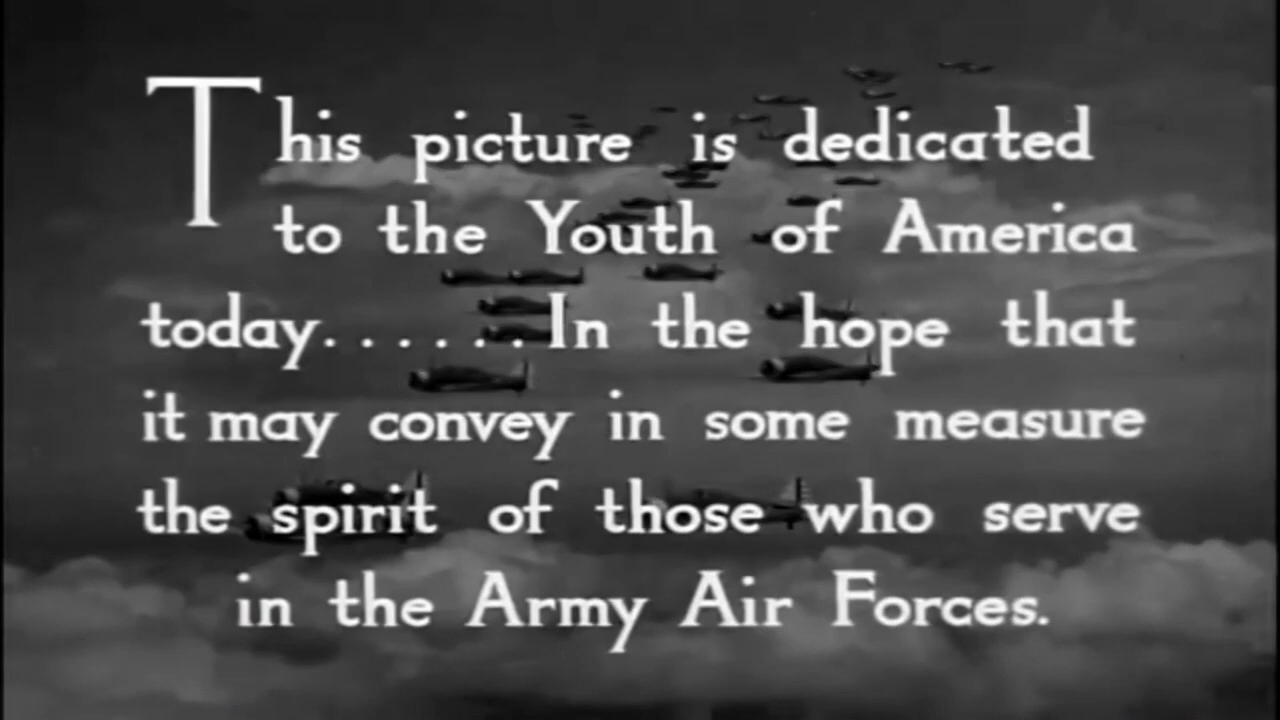 This picture is dedicated
to the Youth of America
today.......In the hope that
it may convey in some measure
the spirit of those who serve
in the Army Air Forces.